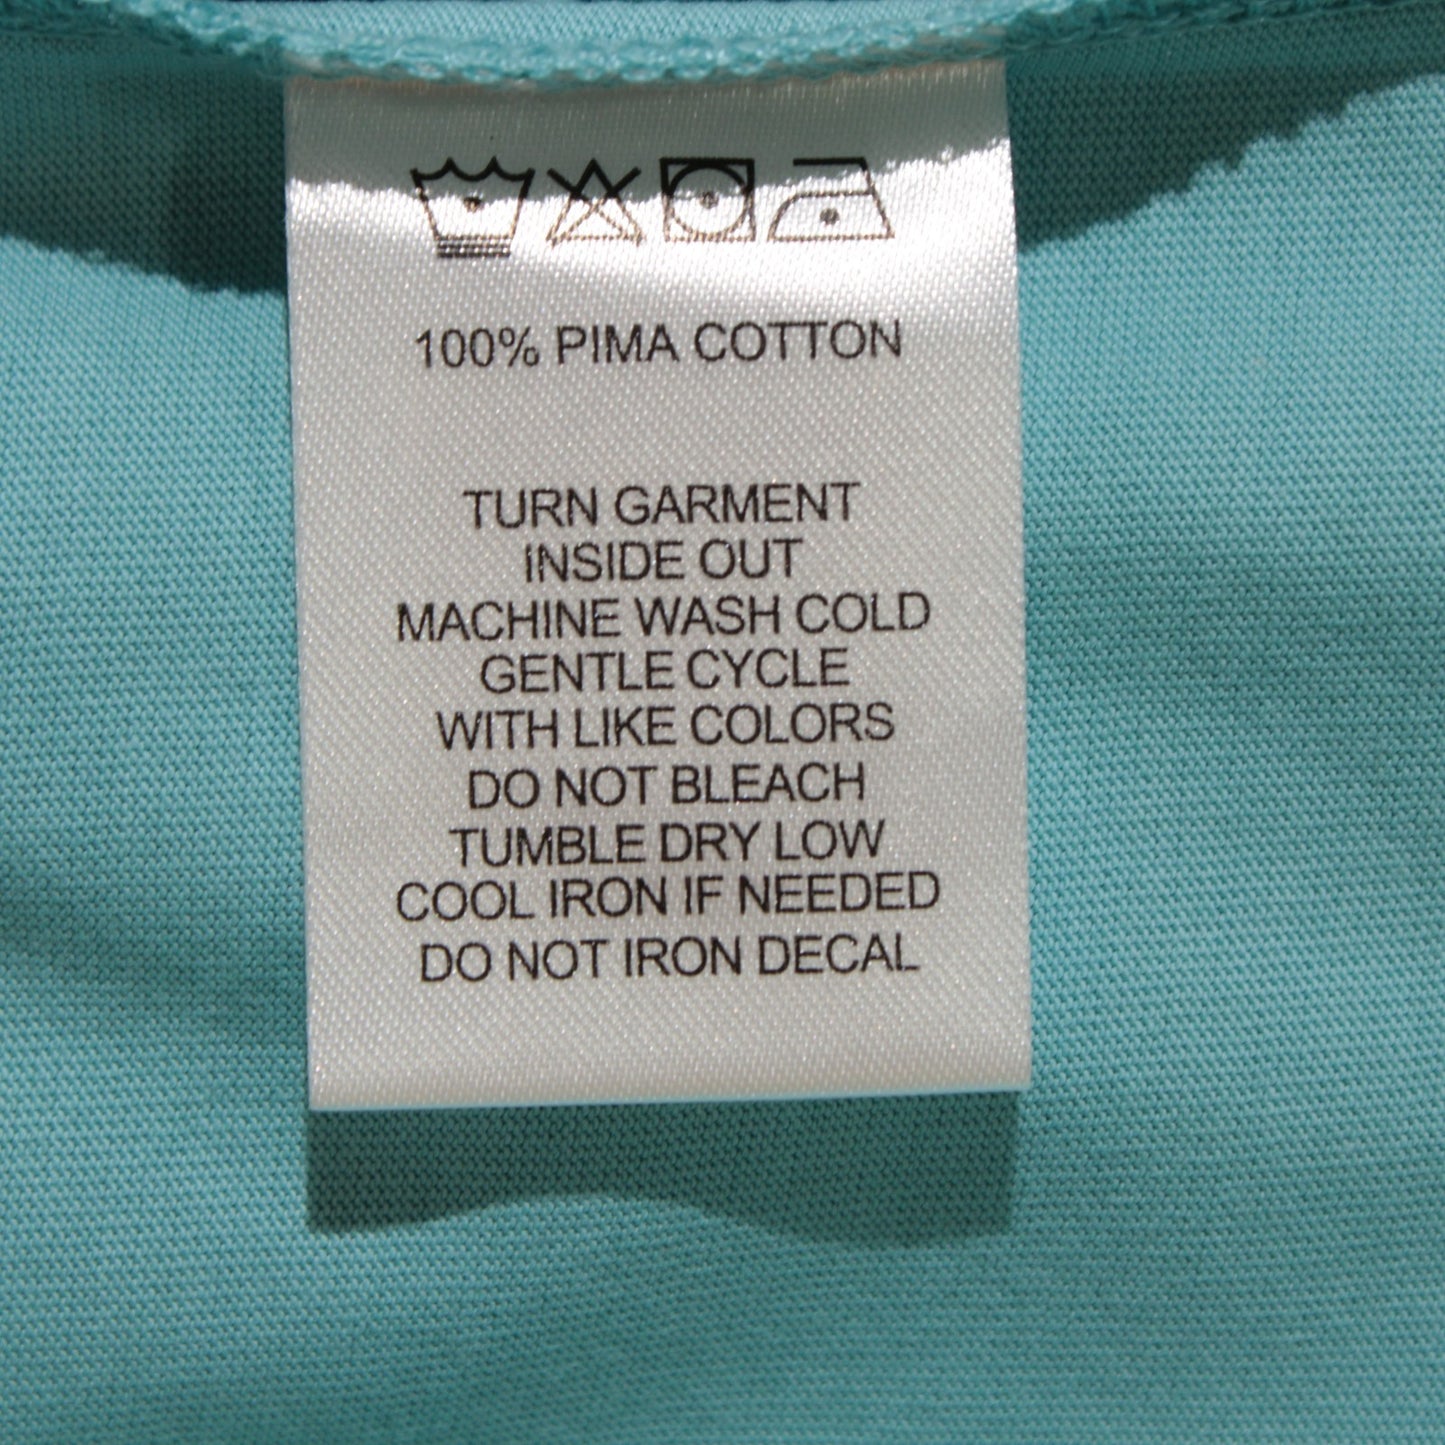 100% PIMA COTTON
TURN GARMENT
INSIDE OUT
MACHINE WASH COLD
GENTLE CYCLE
WITH LIKE COLORS
DO NOT BLEACH
TUMBLE DRY LOW
COOL IRON IF NEEDED
DO NOT IRON DECAL